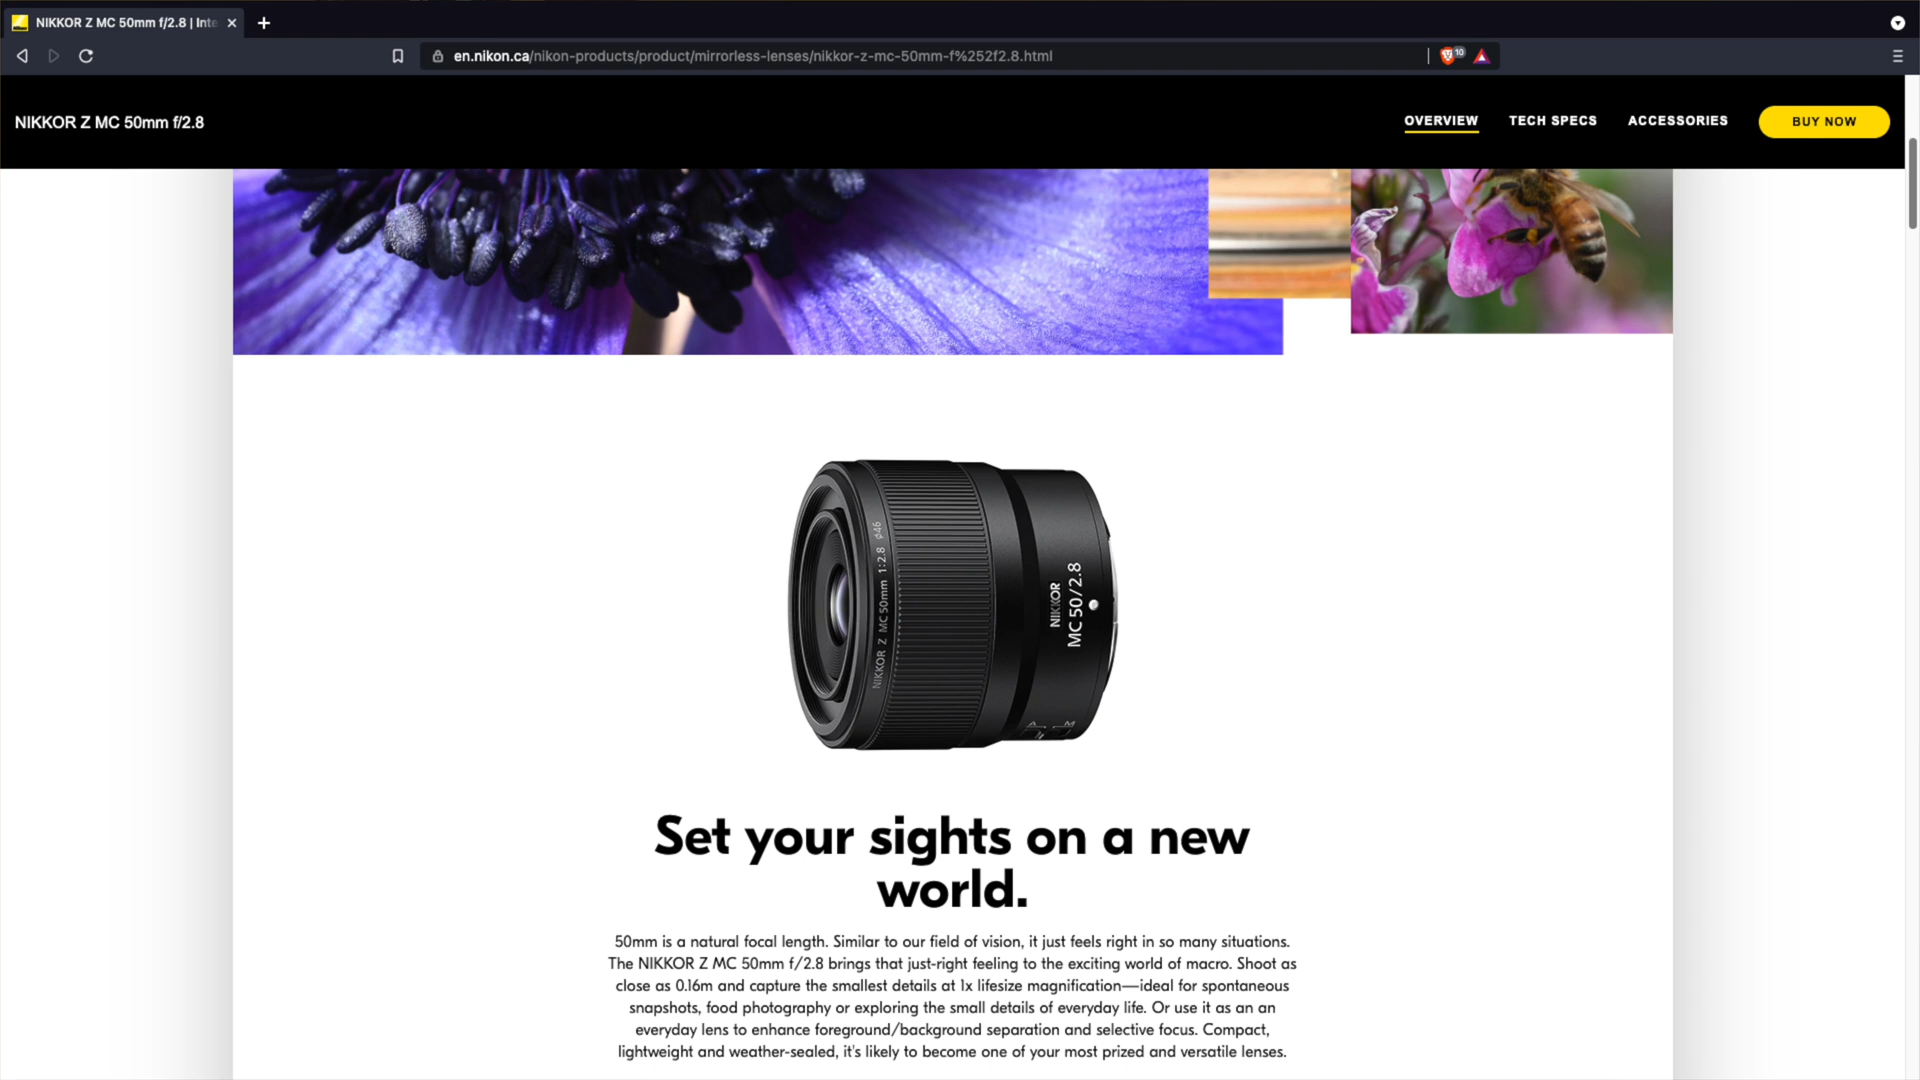 NIKKOR Z MC 50mm f/2.8 | Inte
en.nikon.ca/nikon-products/product/mirrorless-lenses/nikkor-z-mc-50mm-f%252f2.8.html
10
NIKKOR Z MC 50mm f/2.8
OVERVIEW
TECH SPECS
ACCESSORIES
BUY NOW
NIKKOR Z MC 50mm 1:2.8 ⌀46
NIKKOR
MC 50/2.8
A M
Set your sights on a new
world.
50mm is a natural focal length. Similar to our field of vision, it just feels right in so many situations.
The NIKKOR Z MC 50mm f/2.8 brings that just-right feeling to the exciting world of macro. Shoot as
close as 0.16m and capture the smallest details at 1x lifesize magnification—ideal for spontaneous
snapshots, food photography or exploring the small details of everyday life. Or use it as an an
everyday lens to enhance foreground/background separation and selective focus. Compact,
lightweight and weather-sealed, it's likely to become one of your most prized and versatile lenses.